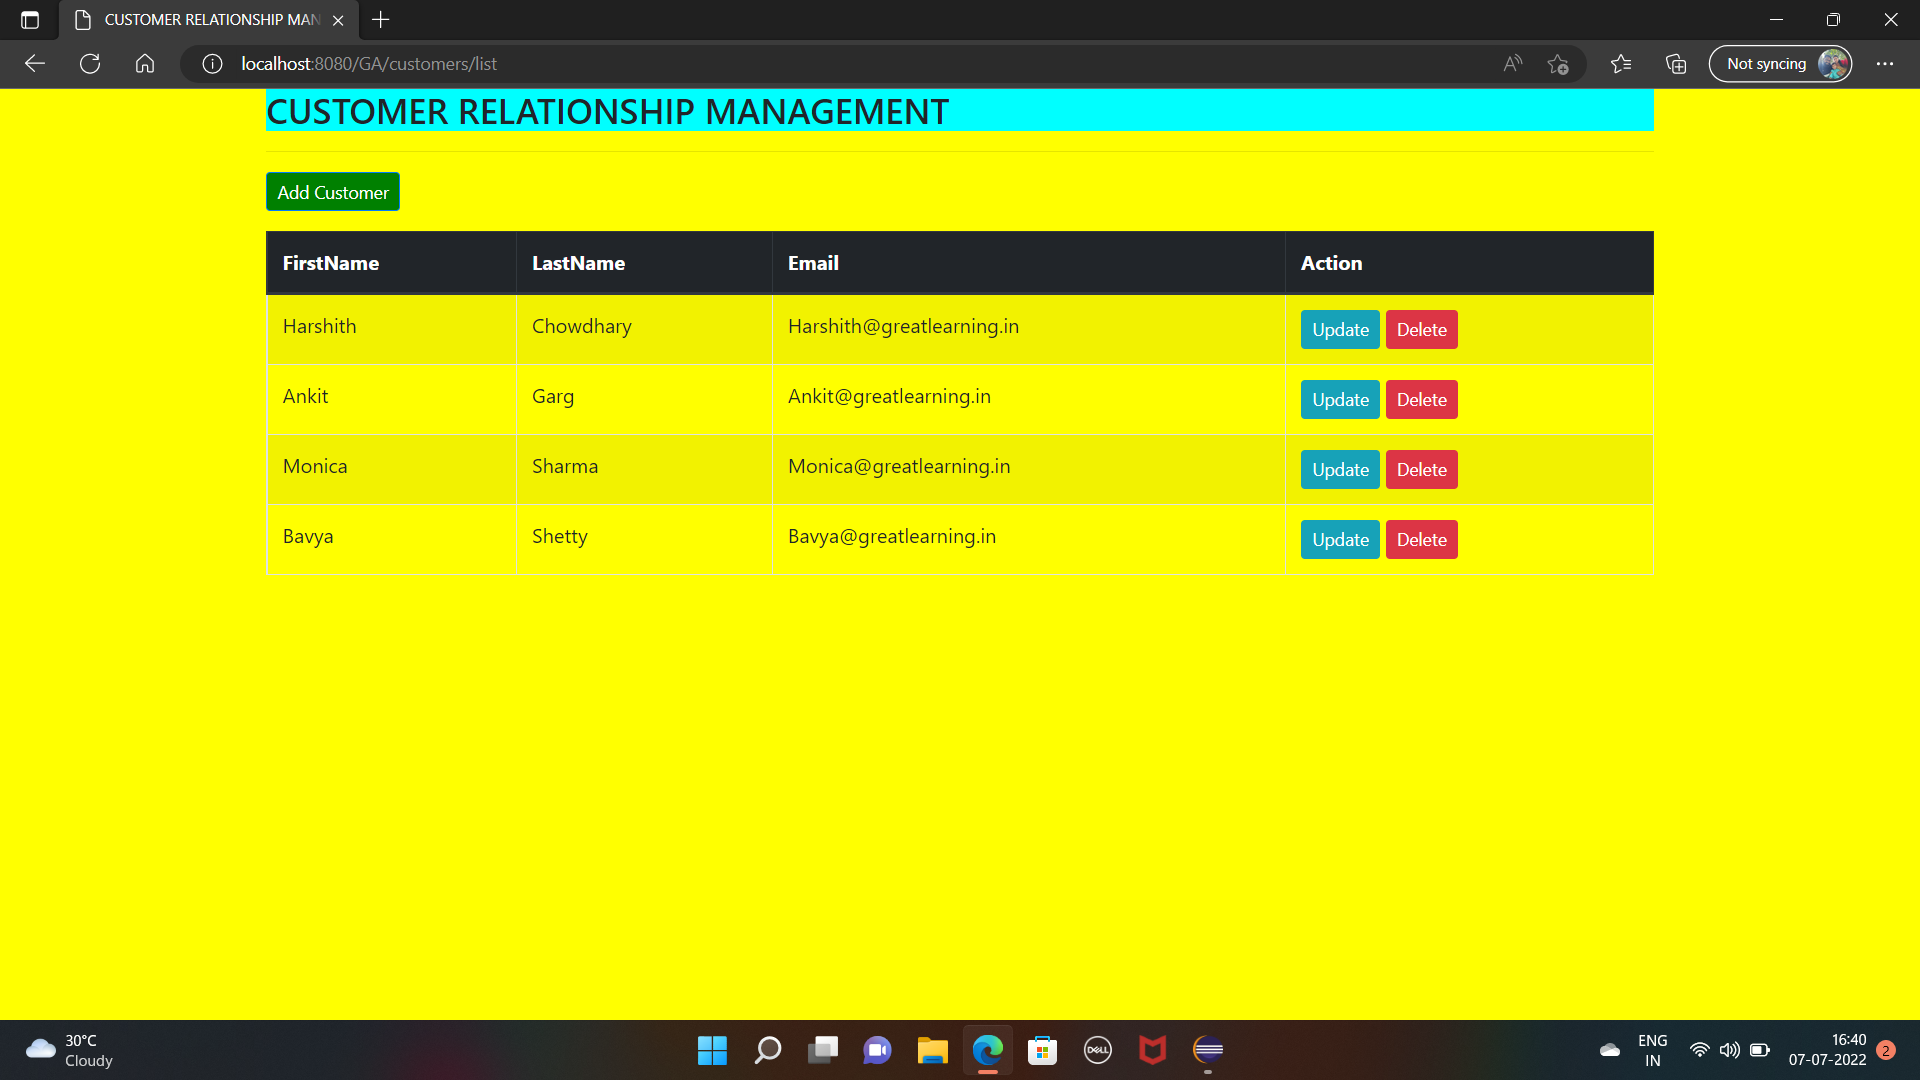 CUSTOMER RELATIONSHIP MAN
localhost:8080/GA/customers/list
Not syncing
CUSTOMER RELATIONSHIP MANAGEMENT
Add Customer
FirstName LastName Email Action
Harshith Chowdhary Harshith@greatlearning.in Update Delete
Ankit Garg Ankit@greatlearning.in Update Delete
Monica Sharma Monica@greatlearning.in Update Delete
Bavya Shetty Bavya@greatlearning.in Update Delete
30°C
Cloudy
DELL
ENG
IN
16:40
07-07-2022
2